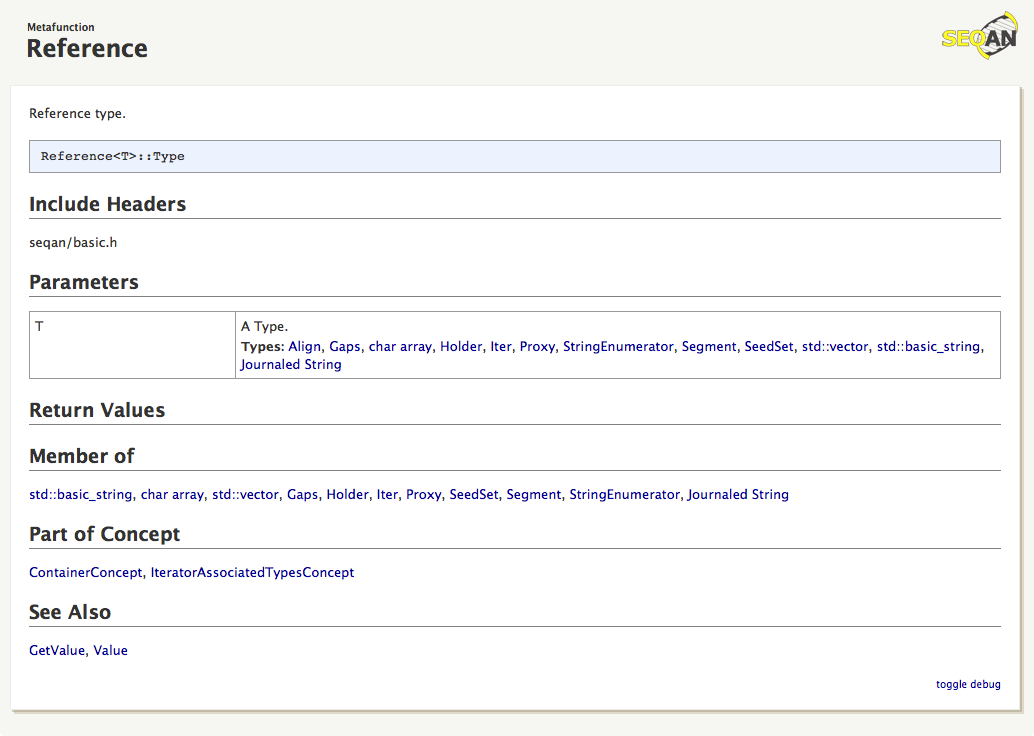 Metafunction
Reference
SEQAN
Reference type.
Reference<T>::Type
Include Headers
seqan/basic.h
Parameters
T
A Type.
Types: Align, Gaps, char array, Holder, Iter, Proxy, StringEnumerator, Segment, SeedSet, std::vector, std::basic_string,
Journaled String
Return Values
Member of
std::basic_string, char array, std::vector, Gaps, Holder, Iter, Proxy, SeedSet, Segment, StringEnumerator, Journaled String
Part of Concept
ContainerConcept, IteratorAssociatedTypesConcept
See Also
GetValue, Value
toggle debug